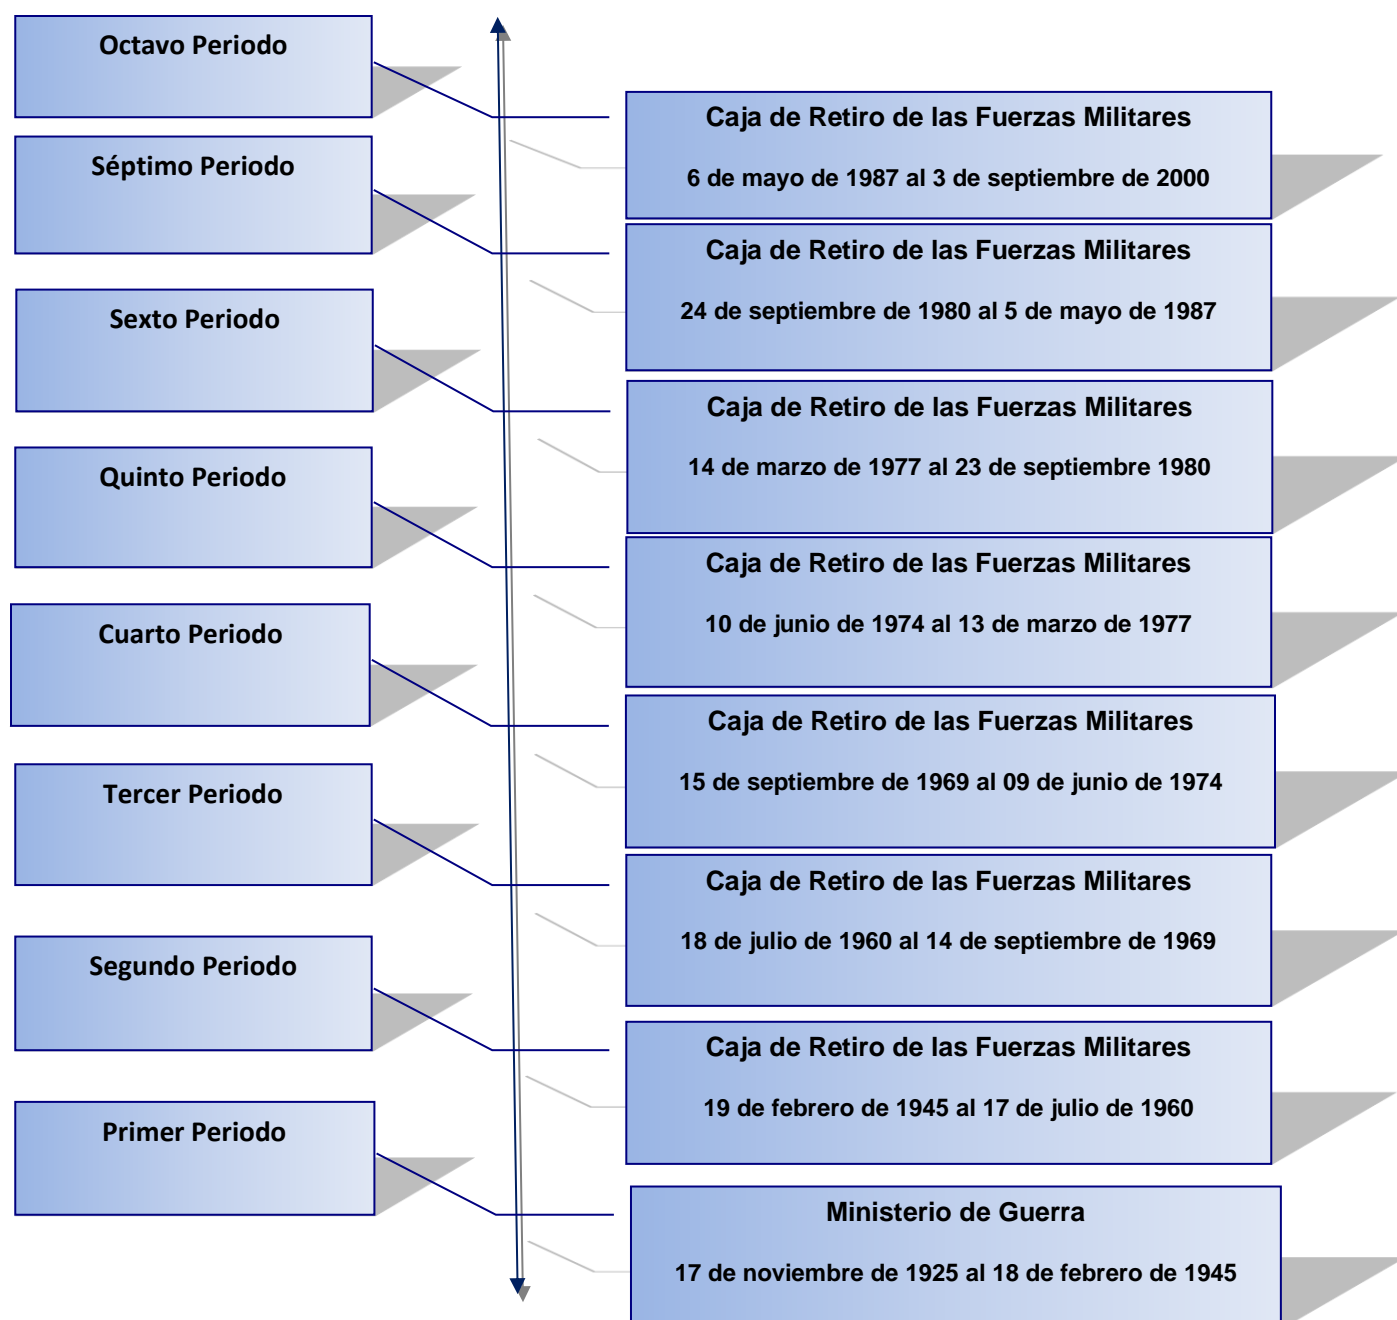 Octavo Periodo
Caja de Retiro de las Fuerzas Militares
6 de mayo de 1987 al 3 de septiembre de 2000
Séptimo Periodo
Caja de Retiro de las Fuerzas Militares
24 de septiembre de 1980 al 5 de mayo de 1987
Sexto Periodo
Caja de Retiro de las Fuerzas Militares
14 de marzo de 1977 al 23 de septiembre 1980
Quinto Periodo
Caja de Retiro de las Fuerzas Militares
10 de junio de 1974 al 13 de marzo de 1977
Cuarto Periodo
Caja de Retiro de las Fuerzas Militares
15 de septiembre de 1969 al 09 de junio de 1974
Tercer Periodo
Caja de Retiro de las Fuerzas Militares
18 de julio de 1960 al 14 de septiembre de 1969
Segundo Periodo
Caja de Retiro de las Fuerzas Militares
19 de febrero de 1945 al 17 de julio de 1960
Primer Periodo
Ministerio de Guerra
17 de noviembre de 1925 al 18 de febrero de 1945